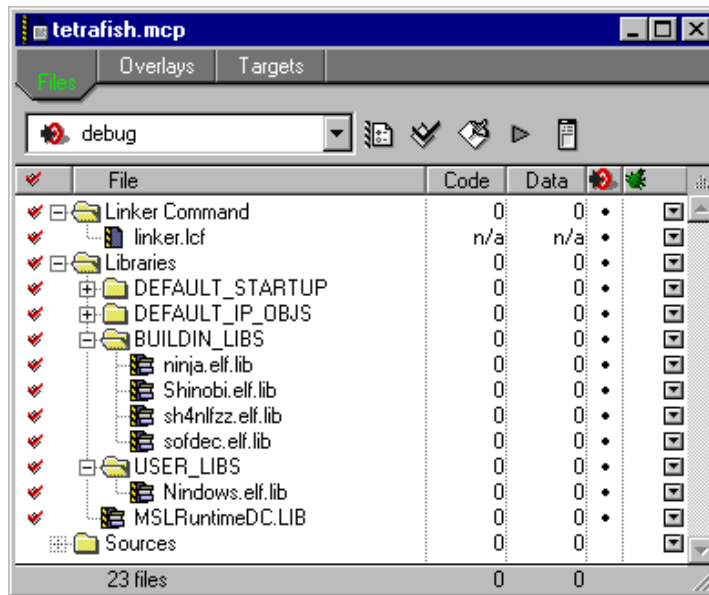 tetrafish.mcp
Files Overlays Targets
debug
File Code Data
Linker Command 0 0
linker.lcf n/a n/a
Libraries 0 0
DEFAULT_STARTUP 0 0
DEFAULT_IP_OBJS 0 0
BUILDIN_LIBS 0 0
ninja.elf.lib 0 0
Shinobi.elf.lib 0 0
sh4nlfzz.elf.lib 0 0
sofdec.elf.lib 0 0
USER_LIBS 0 0
Nindows.elf.lib 0 0
MSLRuntimeDC.LIB 0 0
Sources 0 0
23 files 0 0